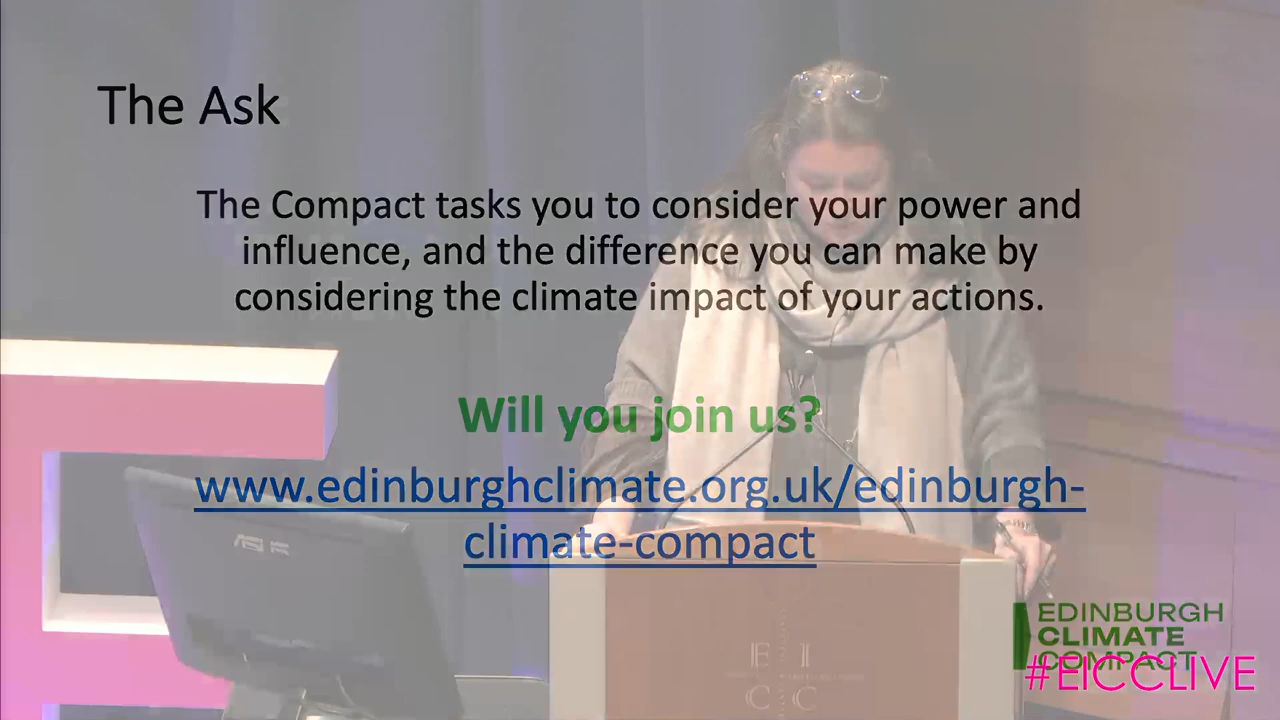 The Ask
The Compact tasks you to consider your power and
influence, and the difference you can make by
considering the climate impact of your actions.
Will you join us?
www.edinburghclimate.org.uk/edinburgh-
climate-compact
ASUS
E I
C C
EDINBURGH
CLIMATE
COMPACT
#EICCLIVE